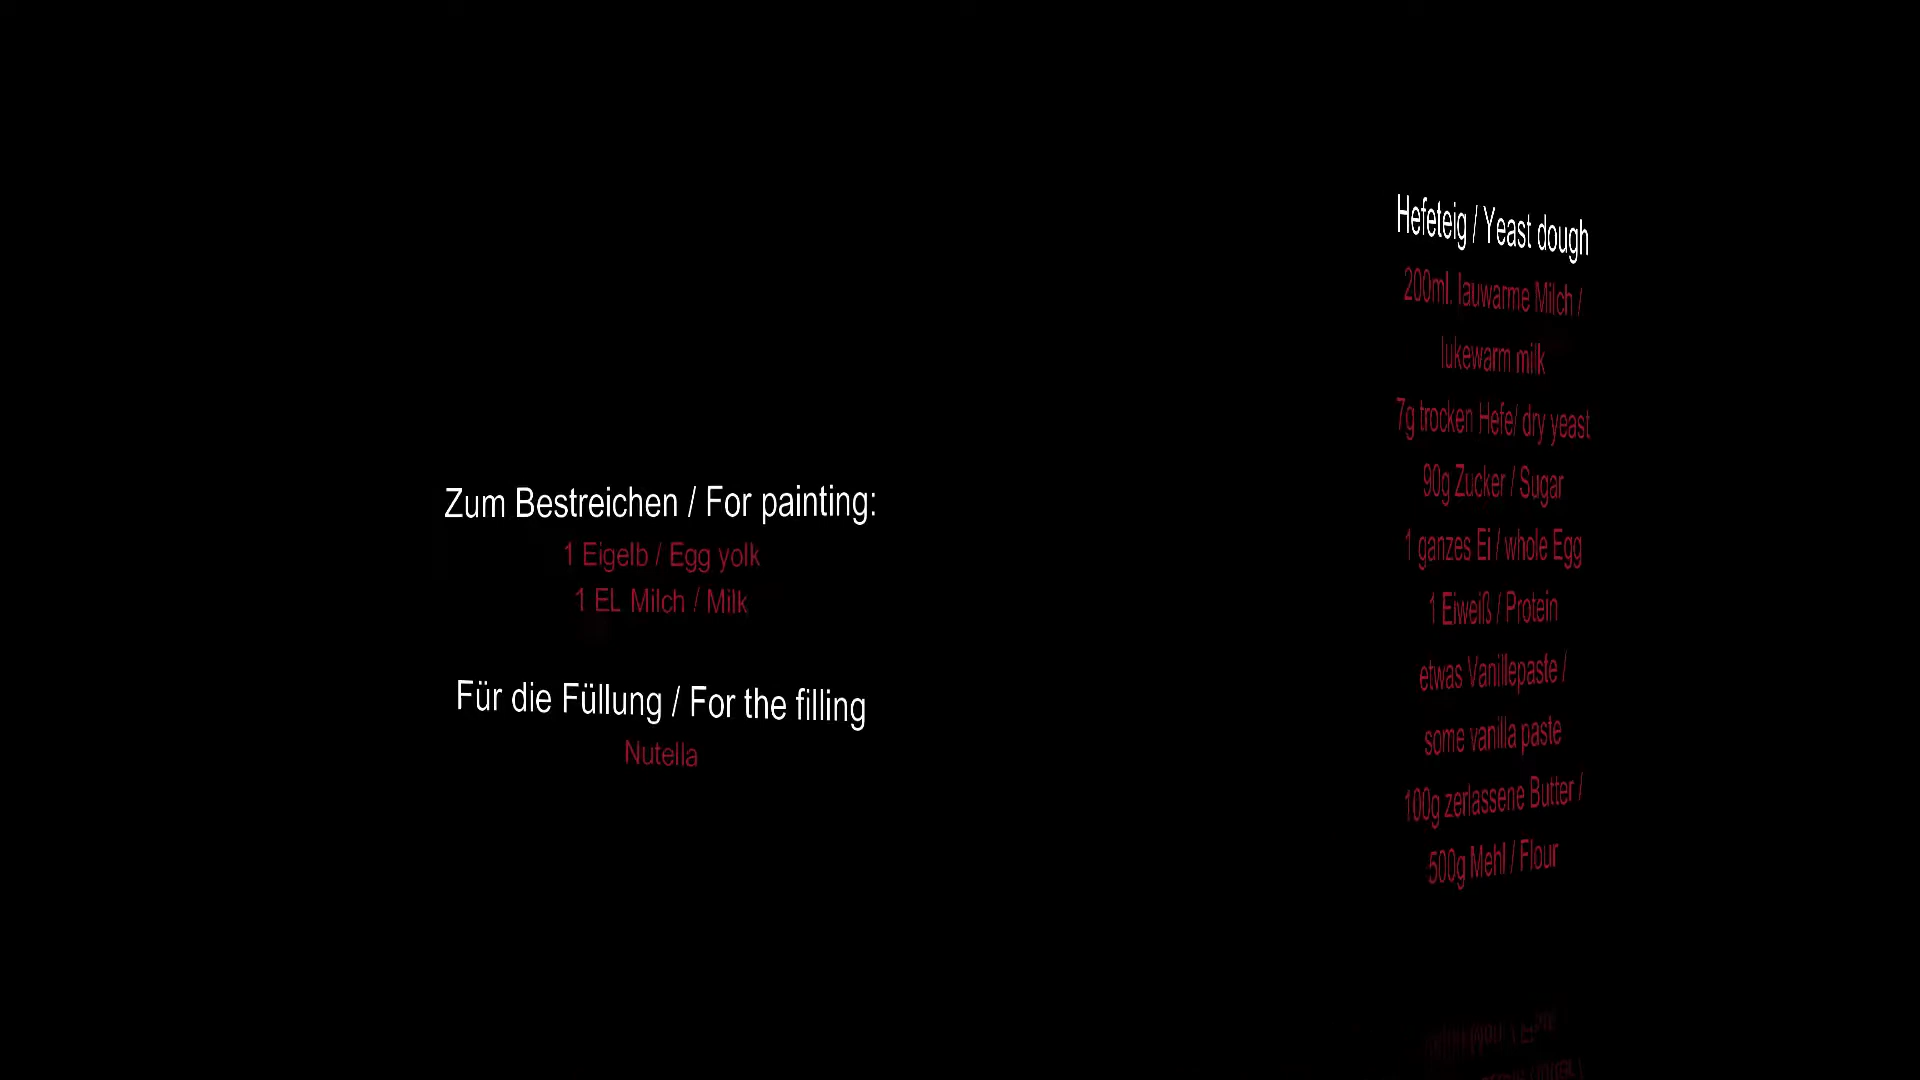 Zum Bestreichen / For painting:
1 Eigelb / Egg yolk
1 EL Milch / Milk
Für die Füllung / For the filling
Nutella
Hefeteig / Yeast dough
200ml. lauwarme Milch /
lukewarm milk
7g trocken Hefe/ dry yeast
90g Zucker / Sugar
1 ganzes Ei / whole Egg
1 Eiweiß / Protein
etwas Vanillepaste /
some vanilla paste
100g zerlassene Butter /
500g Mehl / Flour